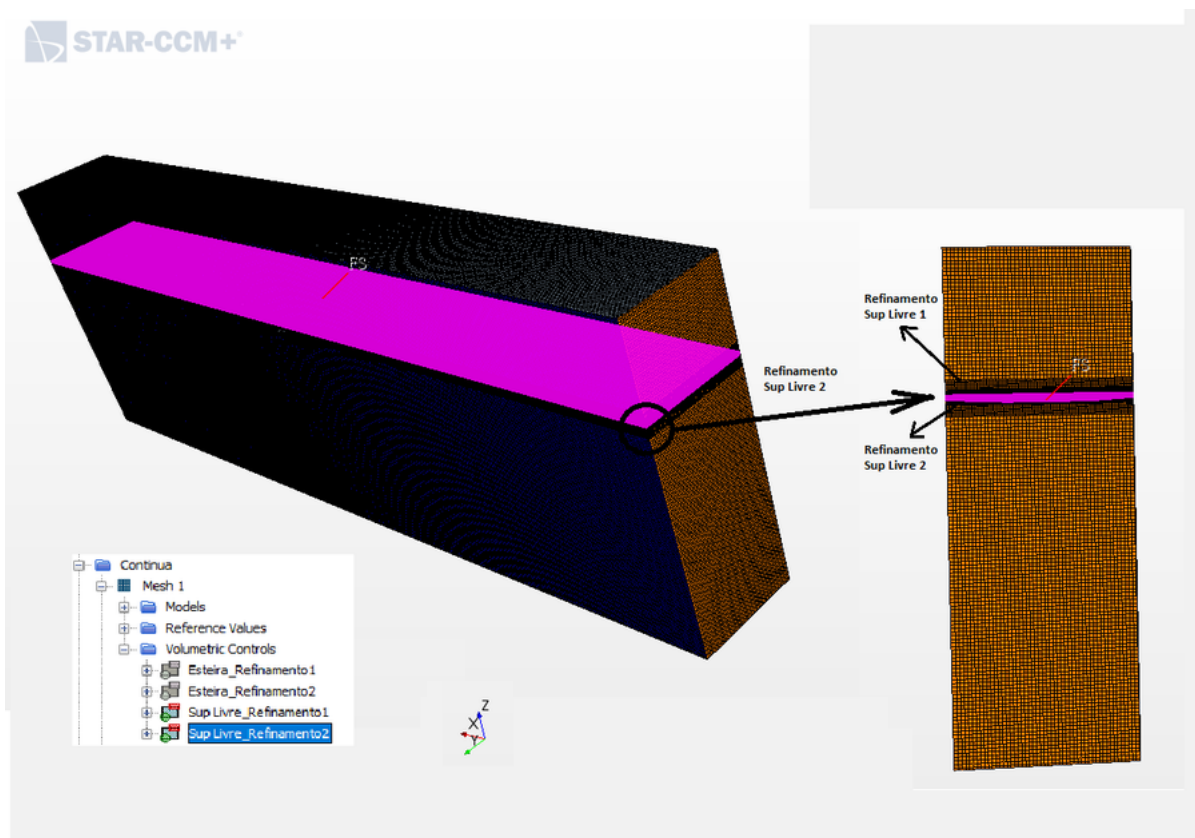 STAR-CCM+
FS
Refinamento
Sup Livre 1
FS
Refinamento
Sup Livre 2
Refinamento
Sup Livre 2
Continua
Mesh 1
Models
Reference Values
Volumetric Controls
Esteira_Refinamento1
Esteira_Refinamento2
Sup Livre_Refinamento1
Sup Livre_Refinamento2
Z
X
Y